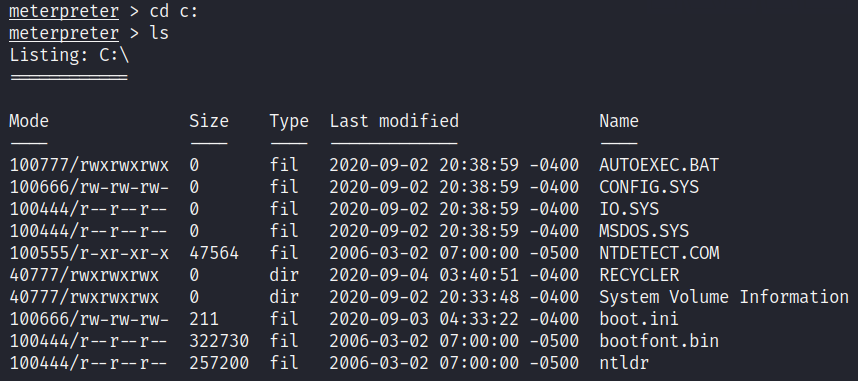 meterpreter > cd c:
meterpreter > ls
Listing: C:\
============
Mode Size Type Last modified Name
---- ---- ---- ------------- ----
100777/rwxrwxrwx 0 fil 2020-09-02 20:38:59 -0400 AUTOEXEC.BAT
100666/rw-rw-rw- 0 fil 2020-09-02 20:38:59 -0400 CONFIG.SYS
100444/r--r--r-- 0 fil 2020-09-02 20:38:59 -0400 IO.SYS
100444/r--r--r-- 0 fil 2020-09-02 20:38:59 -0400 MSDOS.SYS
100555/r-xr-xr-x 47564 fil 2006-03-02 07:00:00 -0500 NTDETECT.COM
40777/rwxrwxrwx 0 dir 2020-09-04 03:40:51 -0400 RECYCLER
40777/rwxrwxrwx 0 dir 2020-09-02 20:33:48 -0400 System Volume Information
100666/rw-rw-rw- 211 fil 2020-09-03 04:33:22 -0400 boot.ini
100444/r--r--r-- 322730 fil 2006-03-02 07:00:00 -0500 bootfont.bin
100444/r--r--r-- 257200 fil 2006-03-02 07:00:00 -0500 ntldr